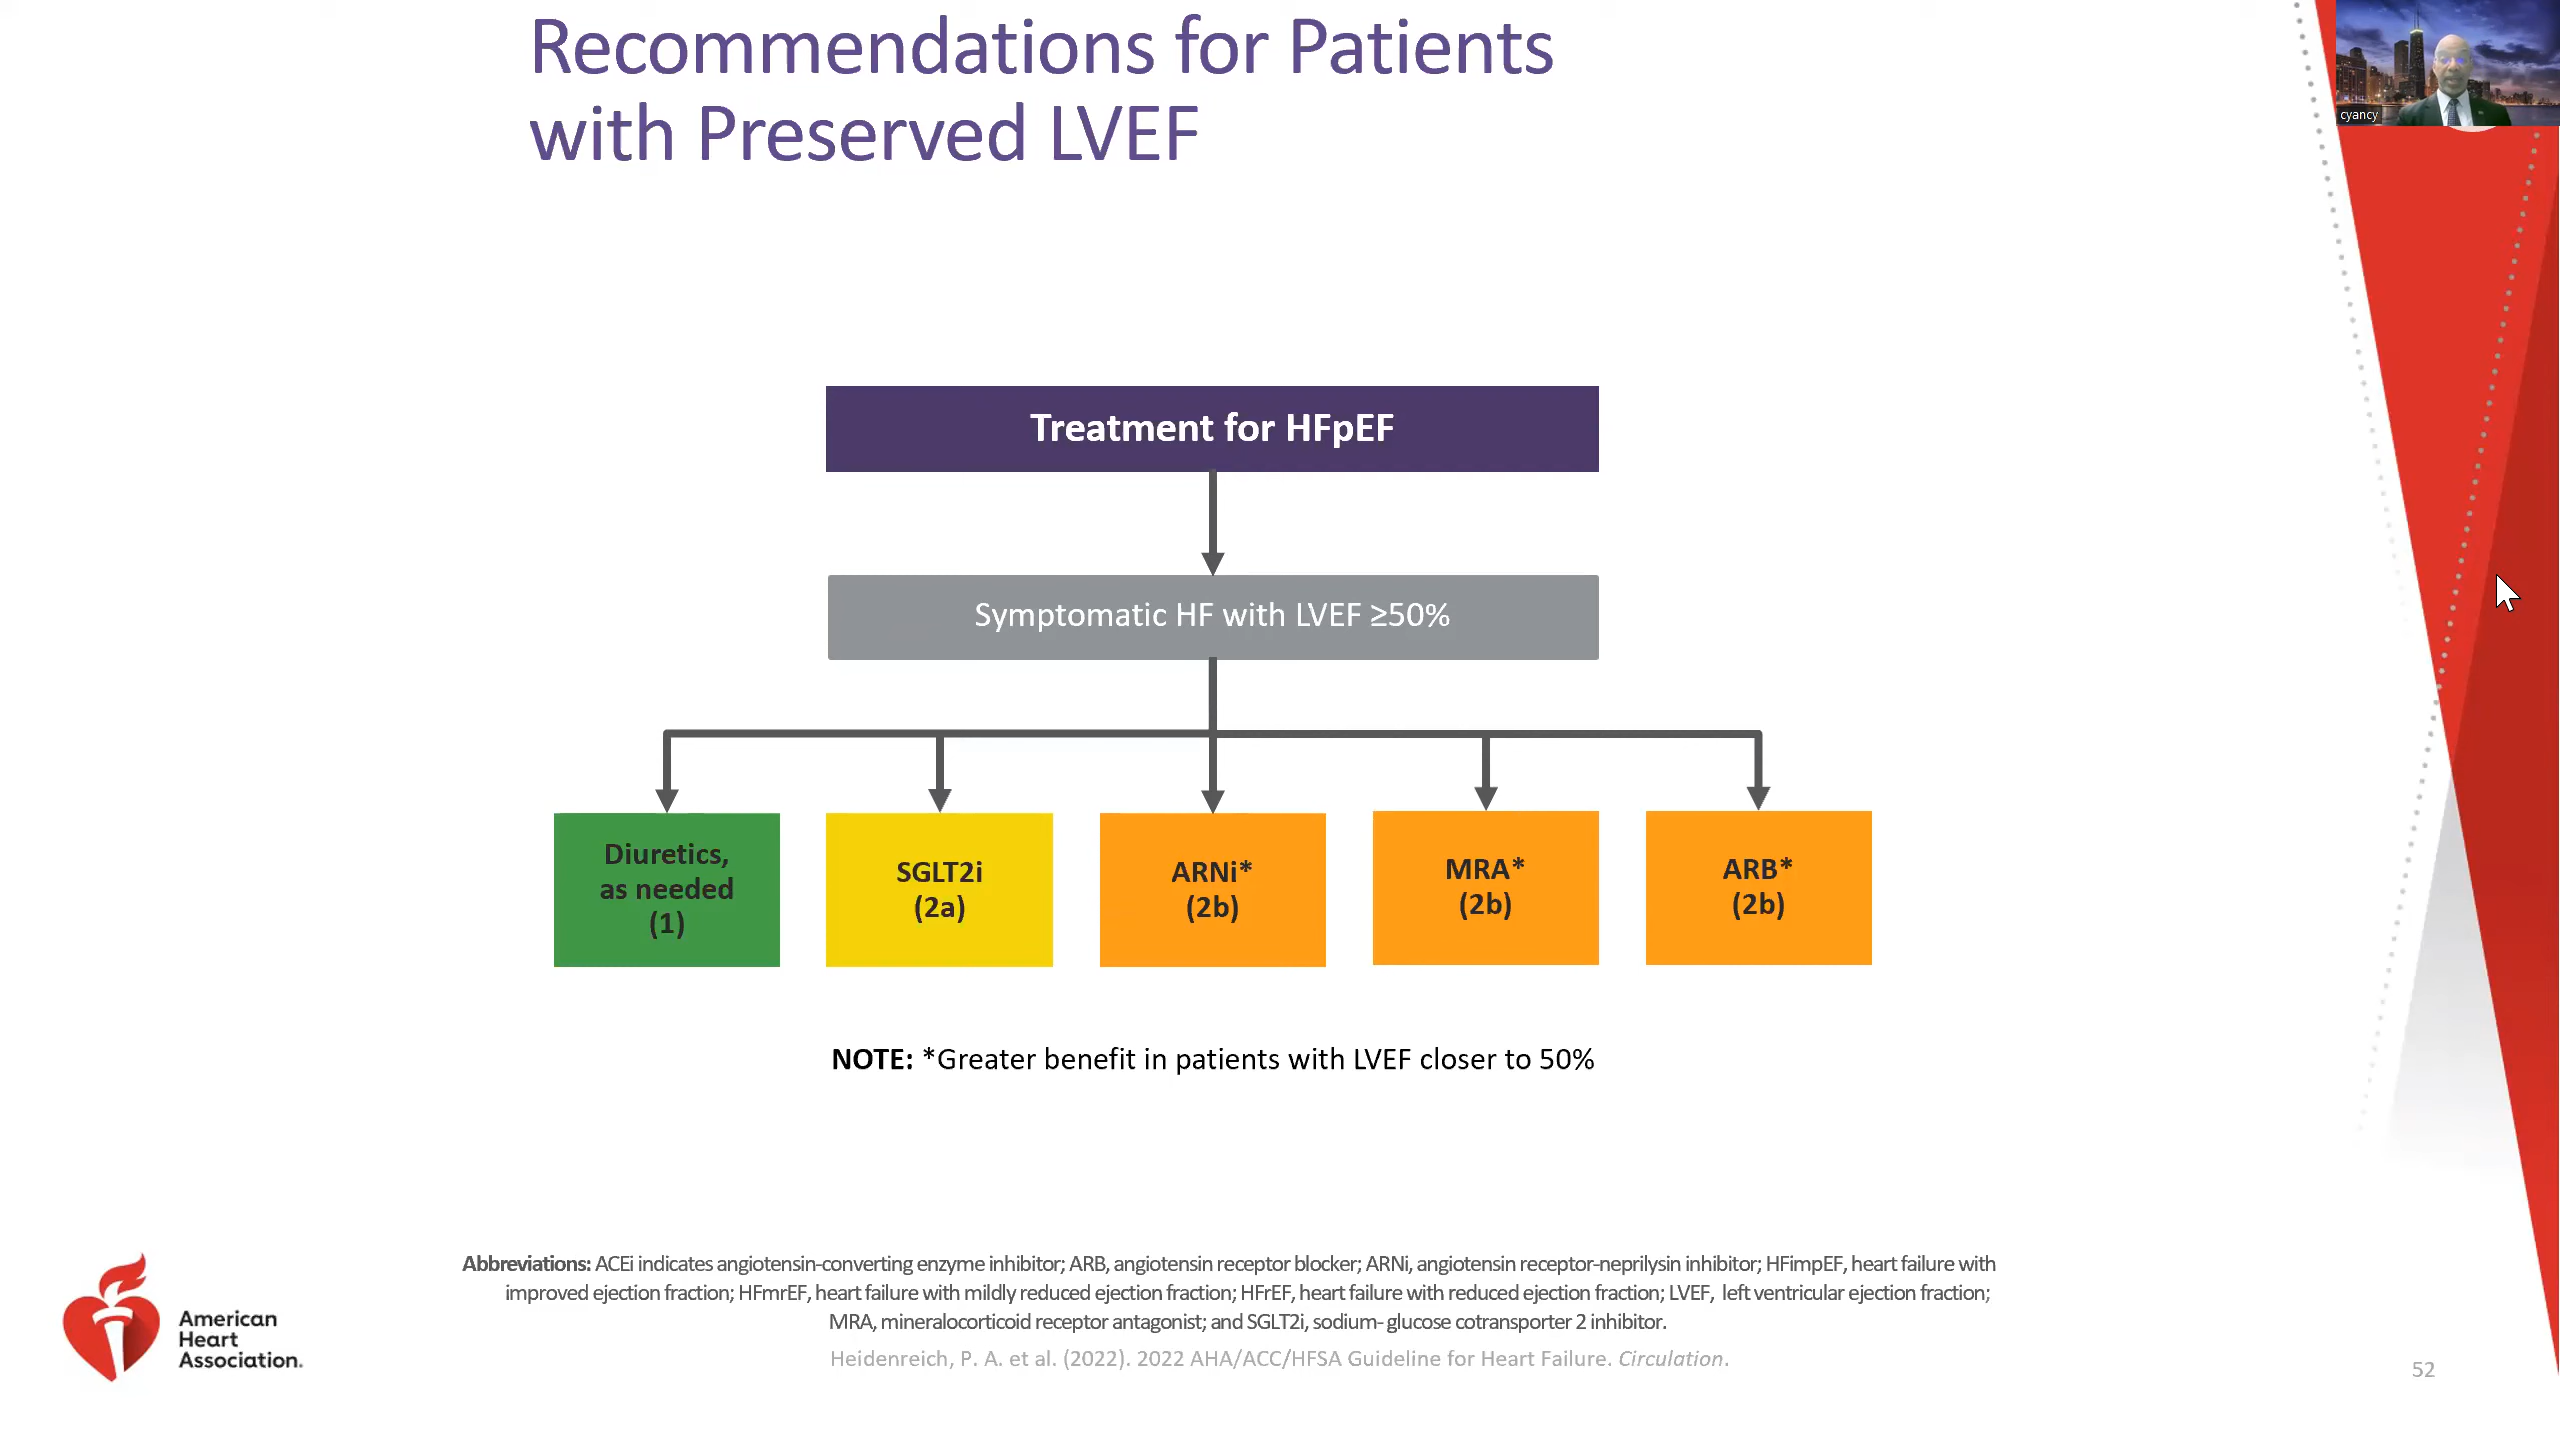 Recommendations for Patients
with Preserved LVEF
cyancy
Treatment for HFpEF
Symptomatic HF with LVEF ≥50%
Diuretics,
as needed
(1)
SGLT2i
(2a)
ARNi*
(2b)
MRA*
(2b)
ARB*
(2b)
NOTE: *Greater benefit in patients with LVEF closer to 50%
Abbreviations: ACEi indicates angiotensin-converting enzyme inhibitor; ARB, angiotensin receptor blocker; ARNi, angiotensin receptor-neprilysin inhibitor; HFimpEF, heart failure with
improved ejection fraction; HFmrEF, heart failure with mildly reduced ejection fraction; HFrEF, heart failure with reduced ejection fraction; LVEF, left ventricular ejection fraction;
MRA, mineralocorticoid receptor antagonist; and SGLT2i, sodium- glucose cotransporter 2 inhibitor.
Heidenreich, P. A. et al. (2022). 2022 AHA/ACC/HFSA Guideline for Heart Failure. Circulation.
American
Heart
Association.
52